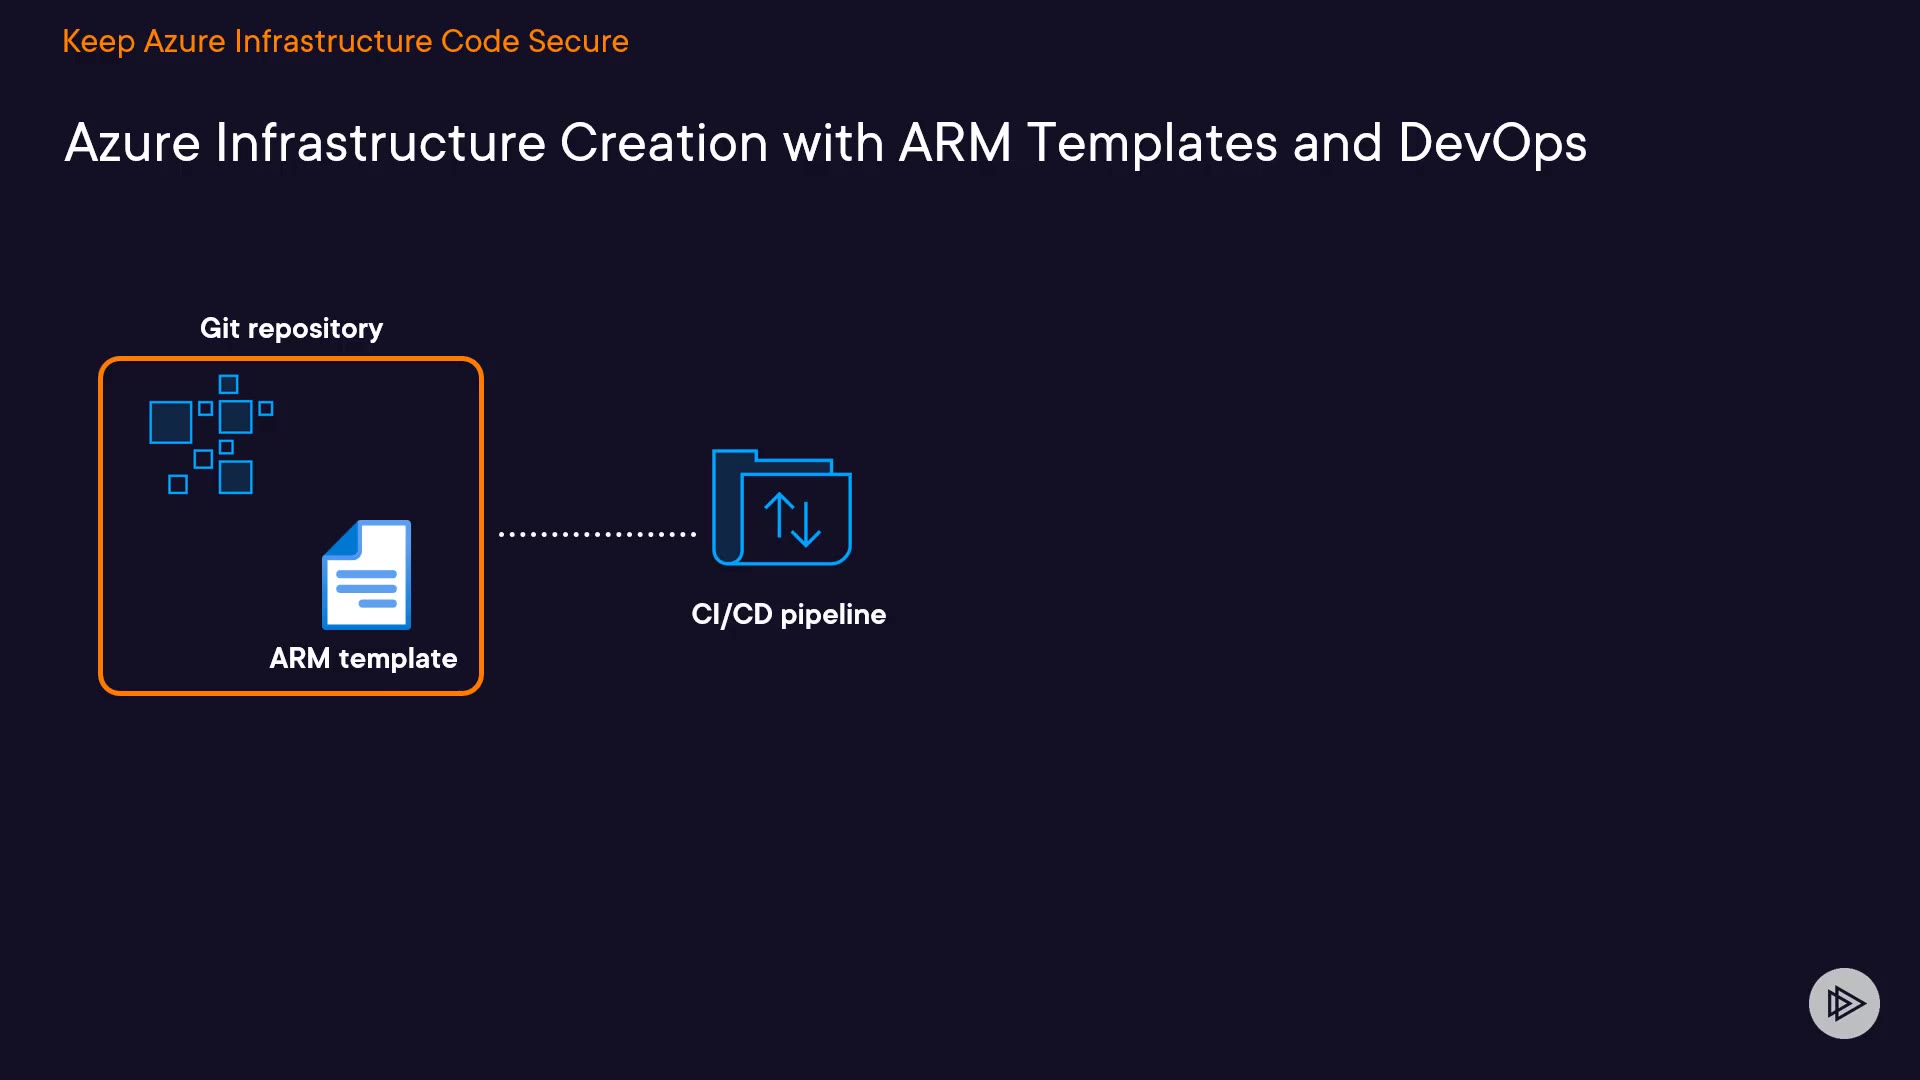 Keep Azure Infrastructure Code Secure
Azure Infrastructure Creation with ARM Templates and DevOps
Git repository
ARM template
CI/CD pipeline